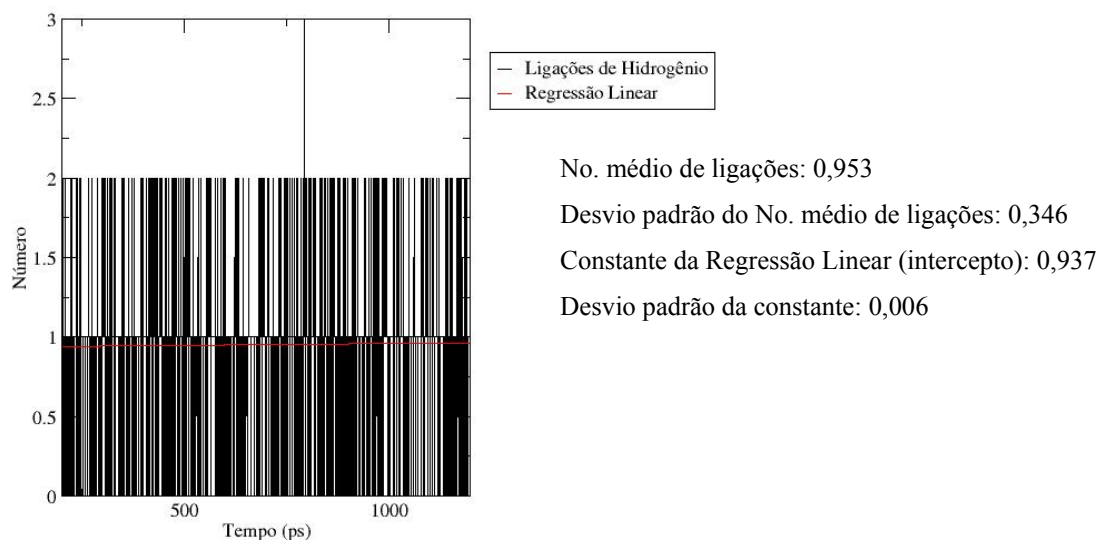 3
2.5
2
1.5
1
0.5
0
Número
500
1000
Tempo (ps)
Ligações de Hidrogênio
Regressão Linear
No. médio de ligações: 0,953
Desvio padrão do No. médio de ligações: 0,346
Constante da Regressão Linear (intercepto): 0,937
Desvio padrão da constante: 0,006